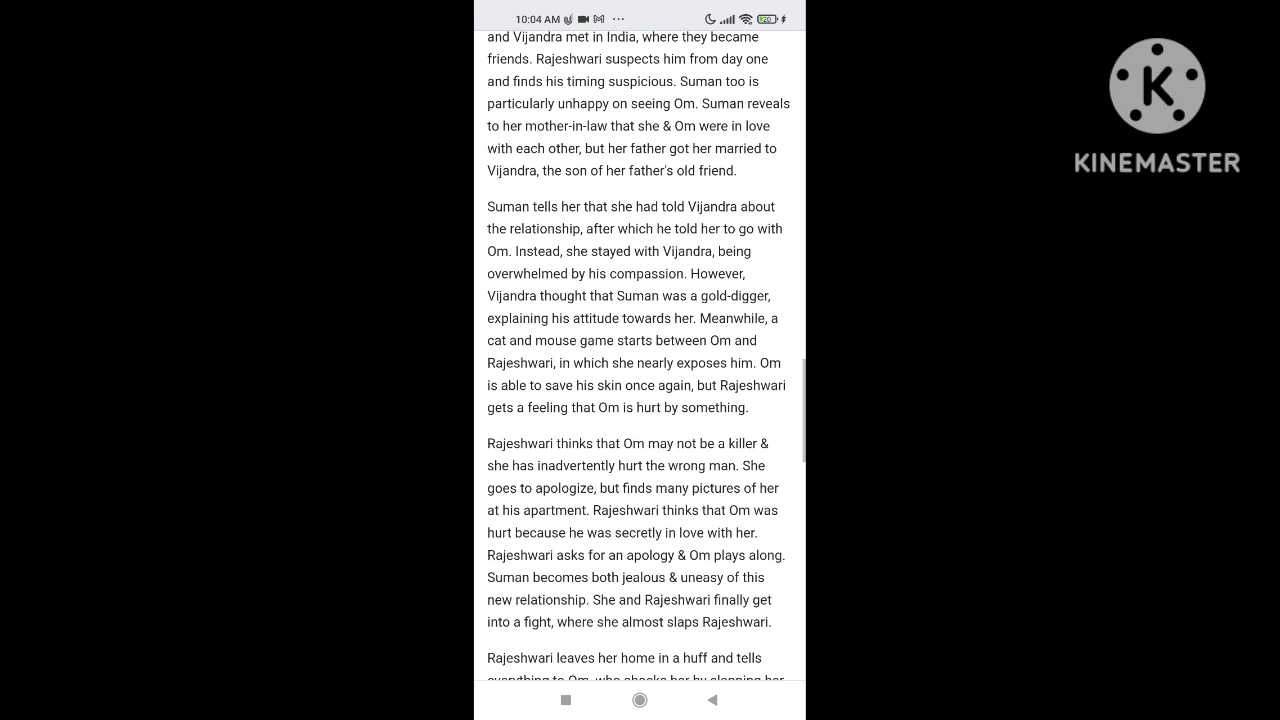 10:04 AM
20
and Vijandra met in India, where they became
friends. Rajeshwari suspects him from day one
and finds his timing suspicious. Suman too is
particularly unhappy on seeing Om. Suman reveals
to her mother-in-law that she & Om were in love
with each other, but her father got her married to
Vijandra, the son of her father's old friend.
Suman tells her that she had told Vijandra about
the relationship, after which he told her to go with
Om. Instead, she stayed with Vijandra, being
overwhelmed by his compassion. However,
Vijandra thought that Suman was a gold-digger,
explaining his attitude towards her. Meanwhile, a
cat and mouse game starts between Om and
Rajeshwari, in which she nearly exposes him. Om
is able to save his skin once again, but Rajeshwari
gets a feeling that Om is hurt by something.
Rajeshwari thinks that Om may not be a killer &
she has inadvertently hurt the wrong man. She
goes to apologize, but finds many pictures of her
at his apartment. Rajeshwari thinks that Om was
hurt because he was secretly in love with her.
Rajeshwari asks for an apology & Om plays along.
Suman becomes both jealous & uneasy of this
new relationship. She and Rajeshwari finally get
into a fight, where she almost slaps Rajeshwari.
Rajeshwari leaves her home in a huff and tells
everything to Om, who shocks her by slapping her
K
KINEMASTER